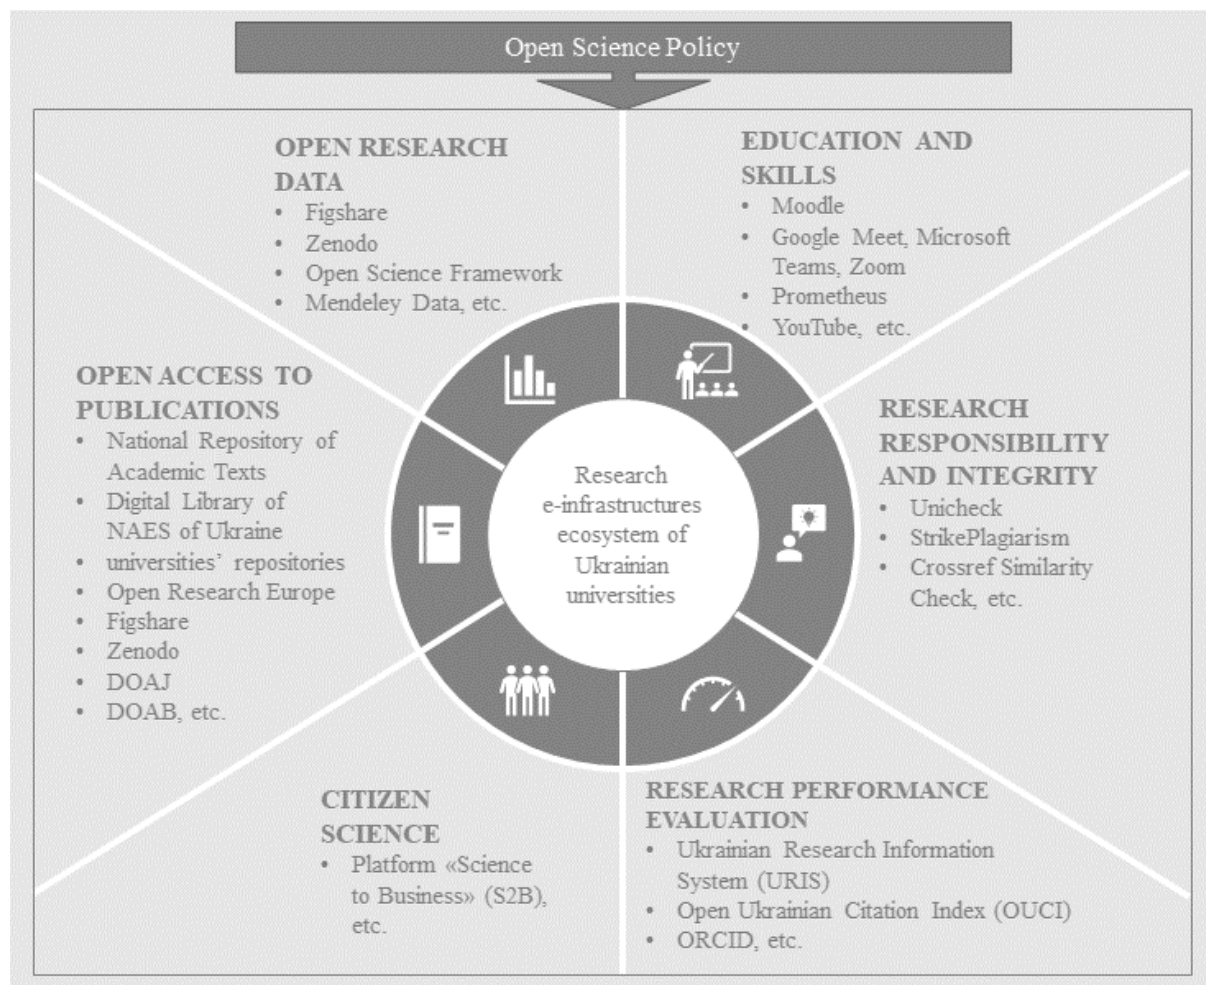 Open Science Policy
OPEN RESEARCH
DATA
• Figshare
• Zenodo
• Open Science Framework
• Mendeley Data, etc.
EDUCATION AND
SKILLS
• Moodle
• Google Meet, Microsoft
Teams, Zoom
• Prometheus
• YouTube, etc.
OPEN ACCESS TO
PUBLICATIONS
• National Repository of
Academic Texts
• Digital Library of
NAES of Ukraine
• universities’ repositories
• Open Research Europe
• Figshare
• Zenodo
• DOAJ
• DOAB, etc.
Research
e-infrastructures
ecosystem of
Ukrainian
universities
RESEARCH
RESPONSIBILITY
AND INTEGRITY
• Unicheck
• StrikePlagiarism
• Crossref Similarity
Check, etc.
CITIZEN
SCIENCE
• Platform «Science
to Business» (S2B),
etc.
RESEARCH PERFORMANCE
EVALUATION
• Ukrainian Research Information
System (URIS)
• Open Ukrainian Citation Index (OUCI)
• ORCID, etc.